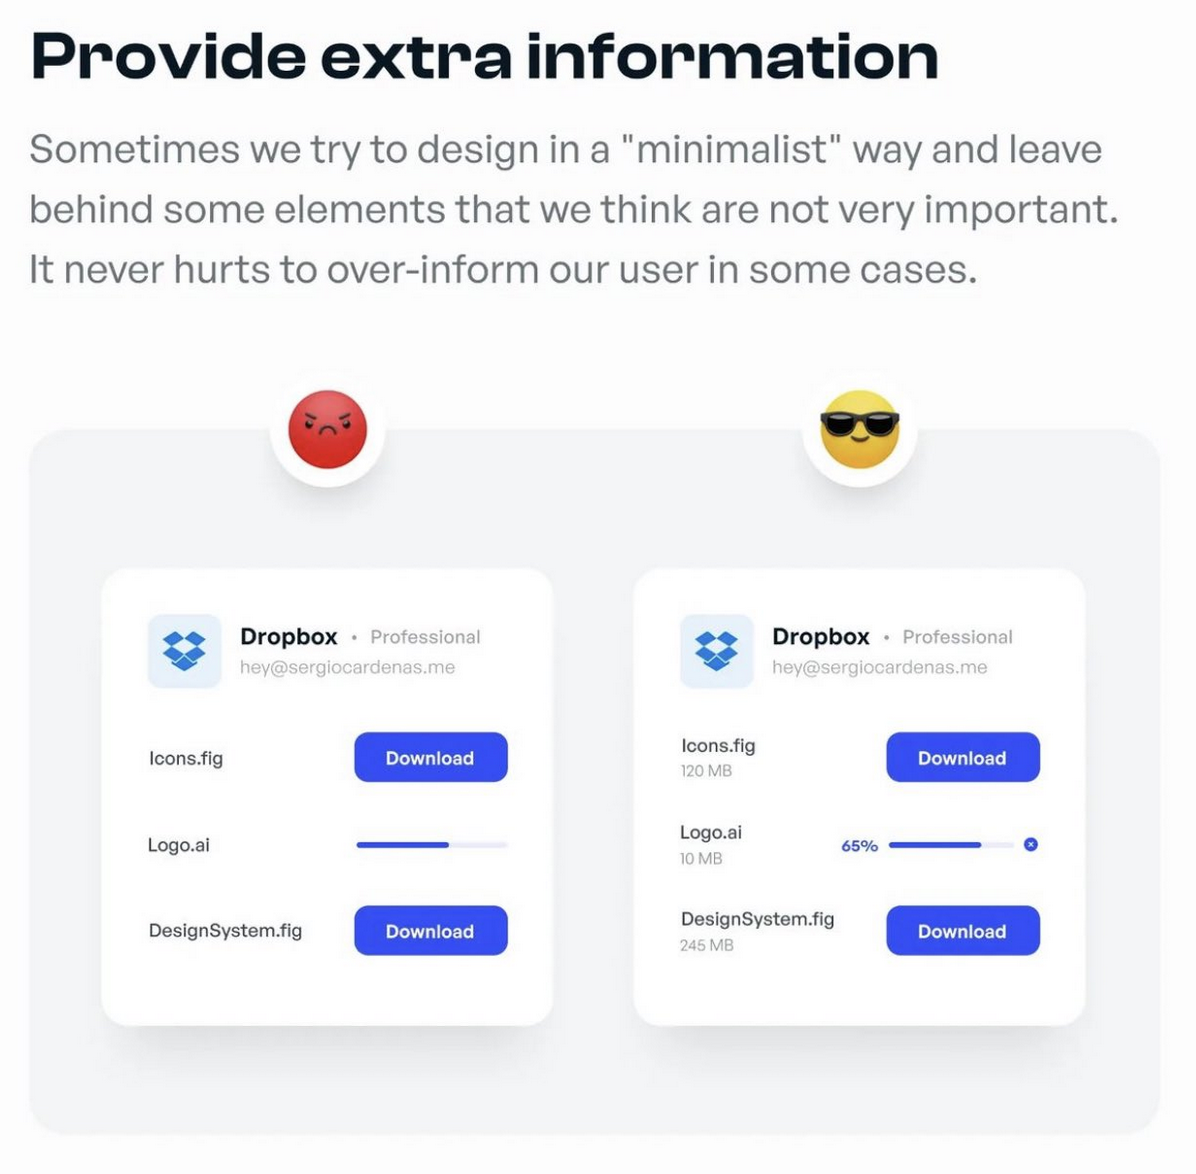 Provide extra information
Sometimes we try to design in a "minimalist" way and leave
behind some elements that we think are not very important.
It never hurts to over-inform our user in some cases.
Dropbox • Professional
hey@sergiocardenas.me
Icons.fig
Download
Logo.ai
DesignSystem.fig
Download
Dropbox • Professional
hey@sergiocardenas.me
Icons.fig
120 MB
Download
Logo.ai
10 MB
65%
DesignSystem.fig
245 MB
Download